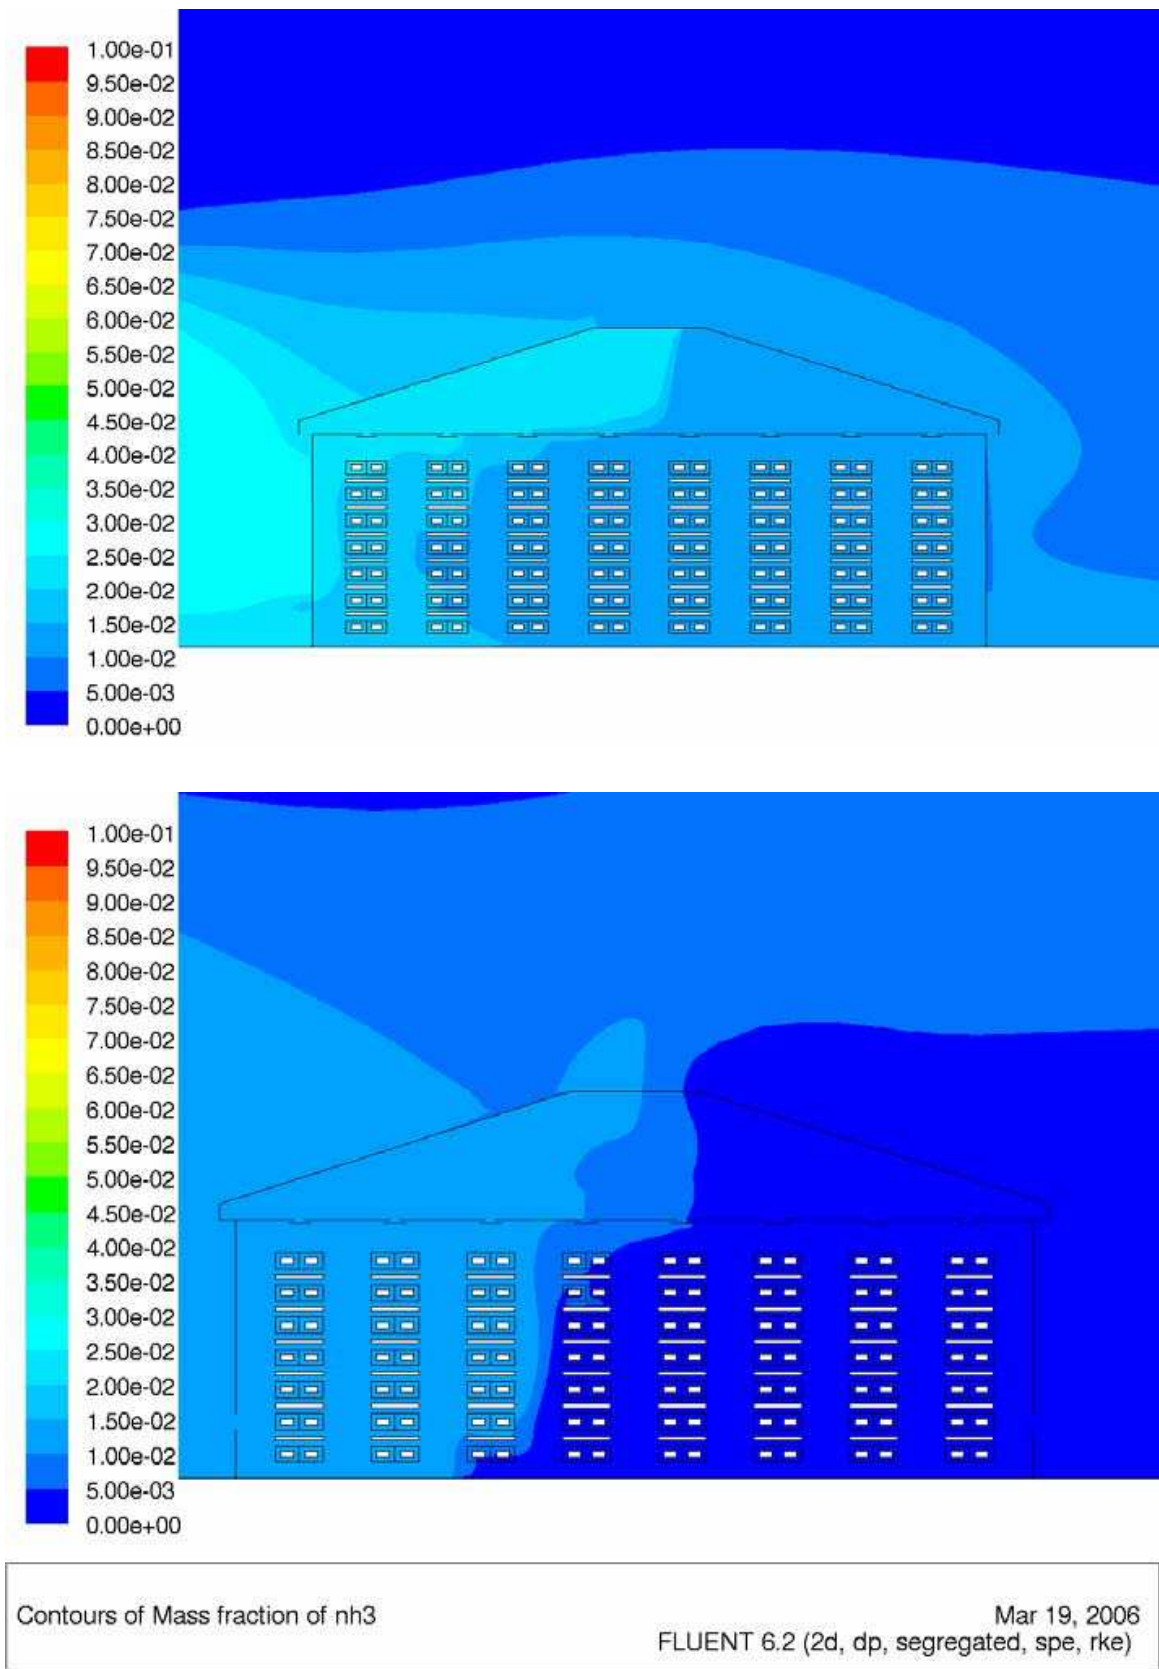 1.00e-01
9.50e-02
9.00e-02
8.50e-02
8.00e-02
7.50e-02
7.00e-02
6.50e-02
6.00e-02
5.50e-02
5.00e-02
4.50e-02
4.00e-02
3.50e-02
3.00e-02
2.50e-02
2.00e-02
1.50e-02
1.00e-02
5.00e-03
0.00e+00
1.00e-01
9.50e-02
9.00e-02
8.50e-02
8.00e-02
7.50e-02
7.00e-02
6.50e-02
6.00e-02
5.50e-02
5.00e-02
4.50e-02
4.00e-02
3.50e-02
3.00e-02
2.50e-02
2.00e-02
1.50e-02
1.00e-02
5.00e-03
0.00e+00
Contours of Mass fraction of nh3
Mar 19, 2006
FLUENT 6.2 (2d, dp, segregated, spe, rke)